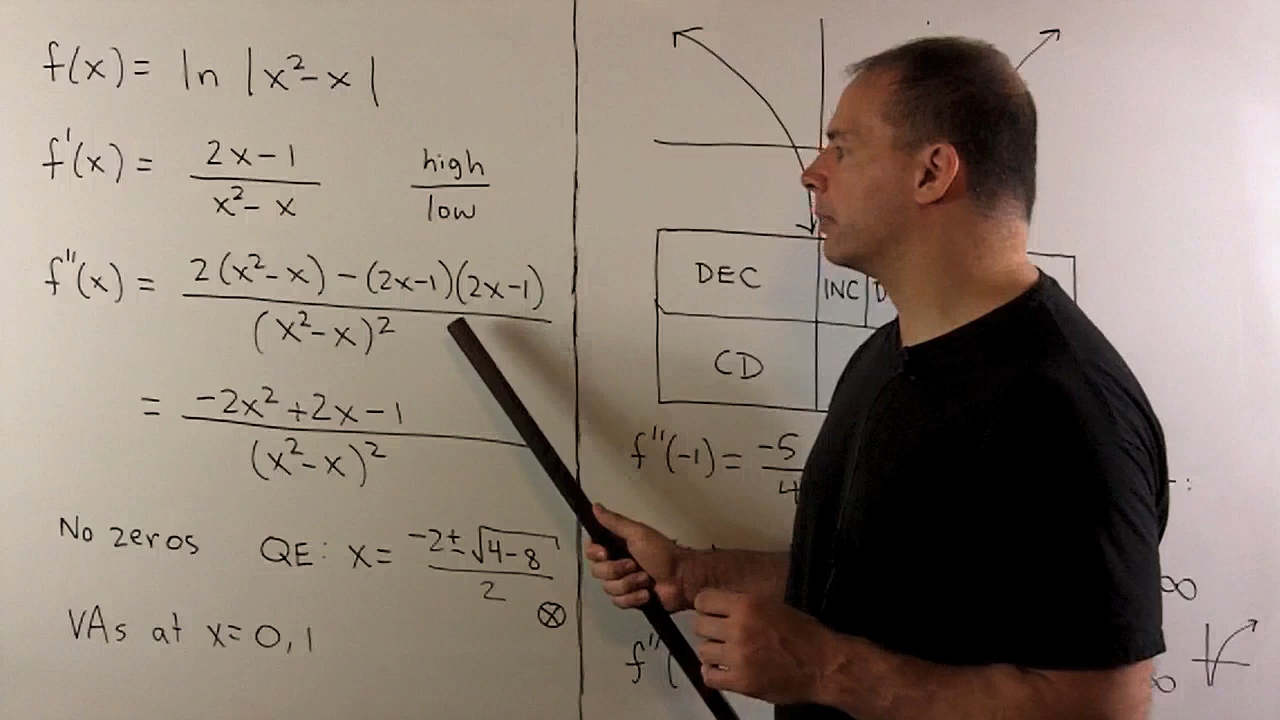 f(x) = ln |x²-x|
f'(x) = (2x-1)/(x²-x) high/low
f''(x) = (2(x²-x) - (2x-1)(2x-1))/(x²-x)²
= (-2x²+2x-1)/(x²-x)²
No zeros QE: x = (-2±√(4-8))/2 ⊗
VAs at x=0,1
DEC INC D
CD
f''(-1) = -5/4
f''(
∞